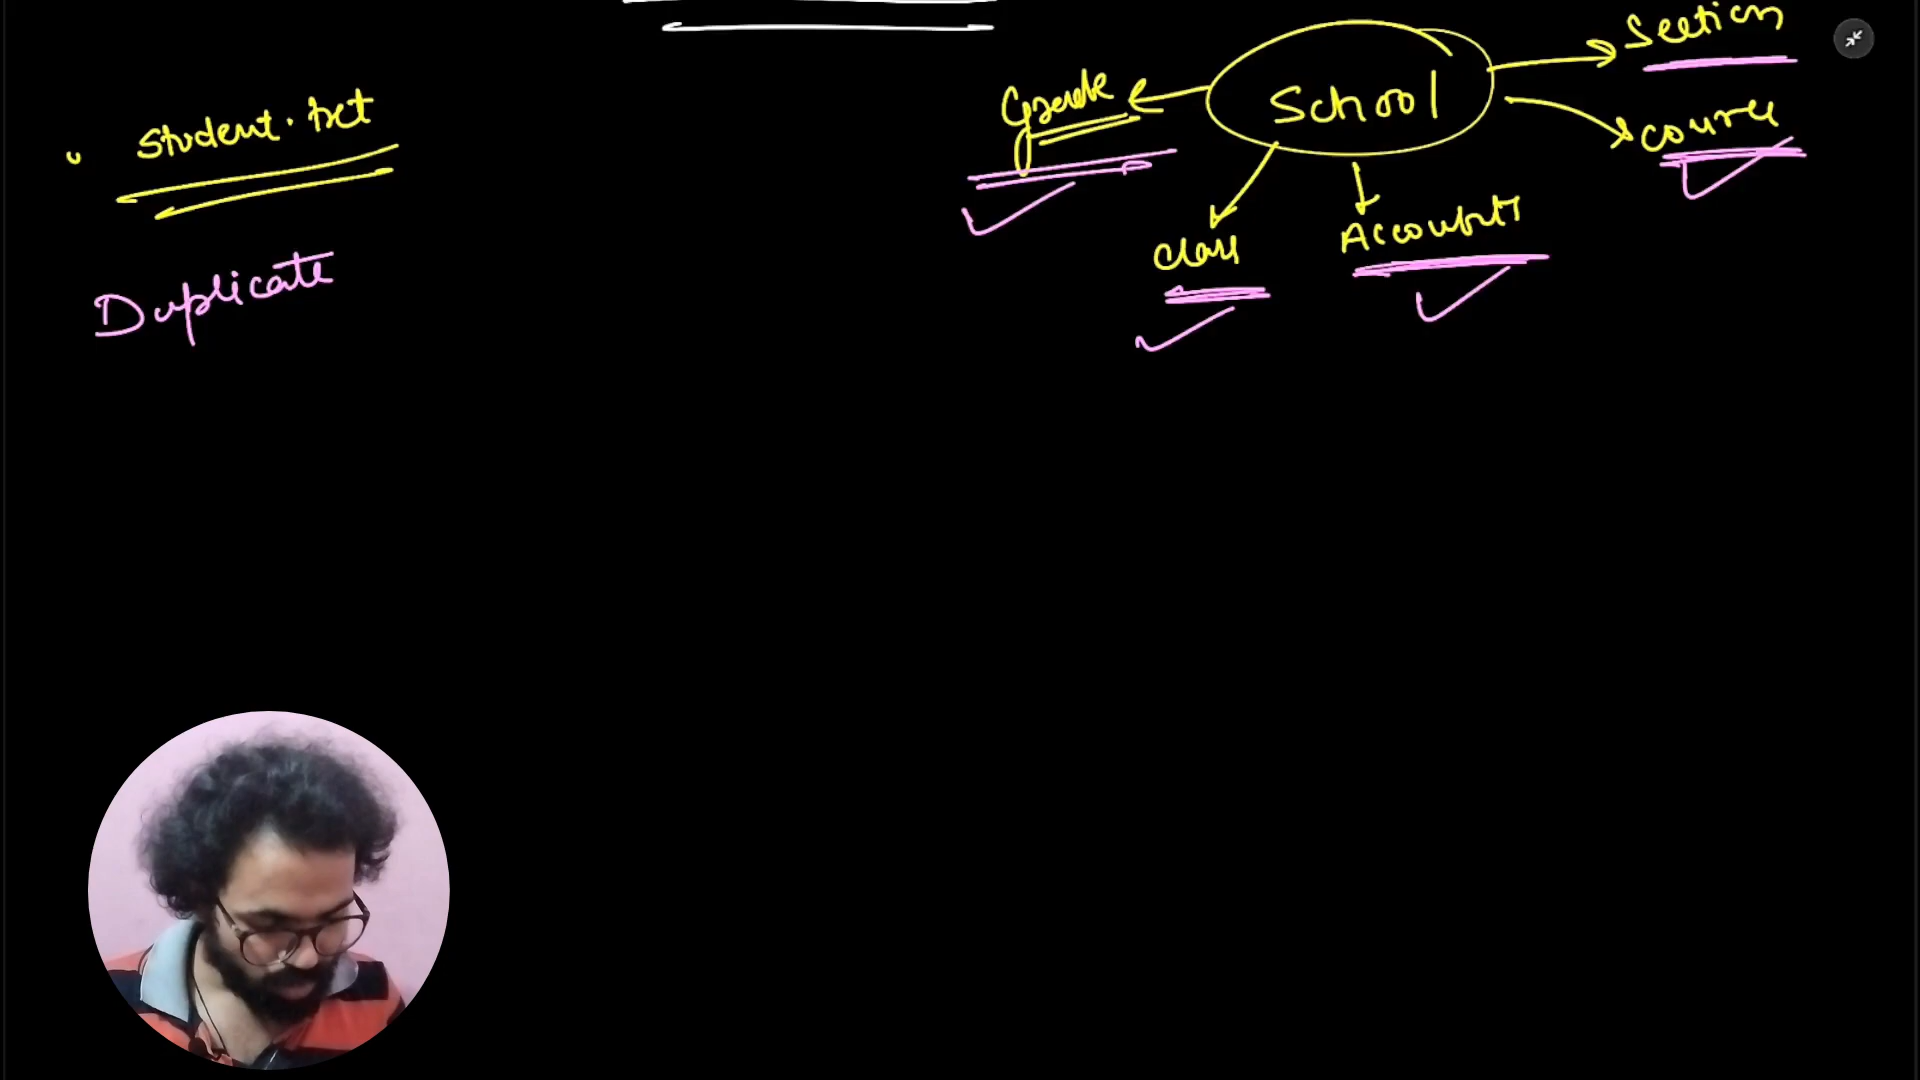 Student.txt
Duplicate
School
Grade
Section
Course
Class
Accounts